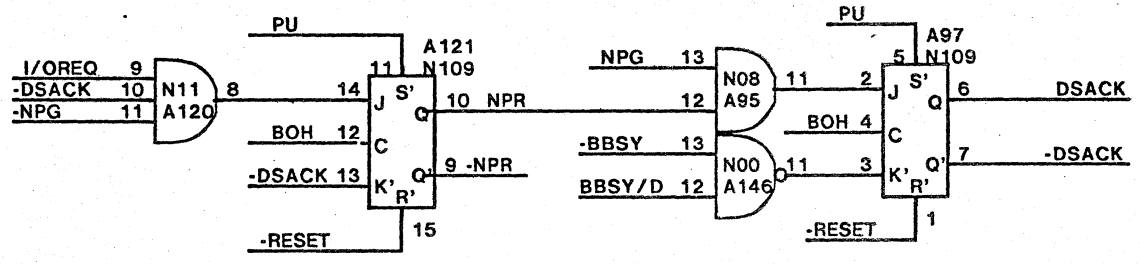 PU
A121
N109
11
S'
I/OREQ 9
-DSACK 10
-NPG 11
N11
A120
8
14
J
Q
10 NPR
BOH 12
C
-DSACK 13
K'
Q'
9 -NPR
R'
15
-RESET
NPG 13
12
N08
A95
11
-BBSY 13
BBSY/D 12
N00
A146
11
PU
A97
N109
5
S'
2
J
Q
6
DSACK
BOH 4
C
3
K'
Q'
7
-DSACK
R'
1
-RESET